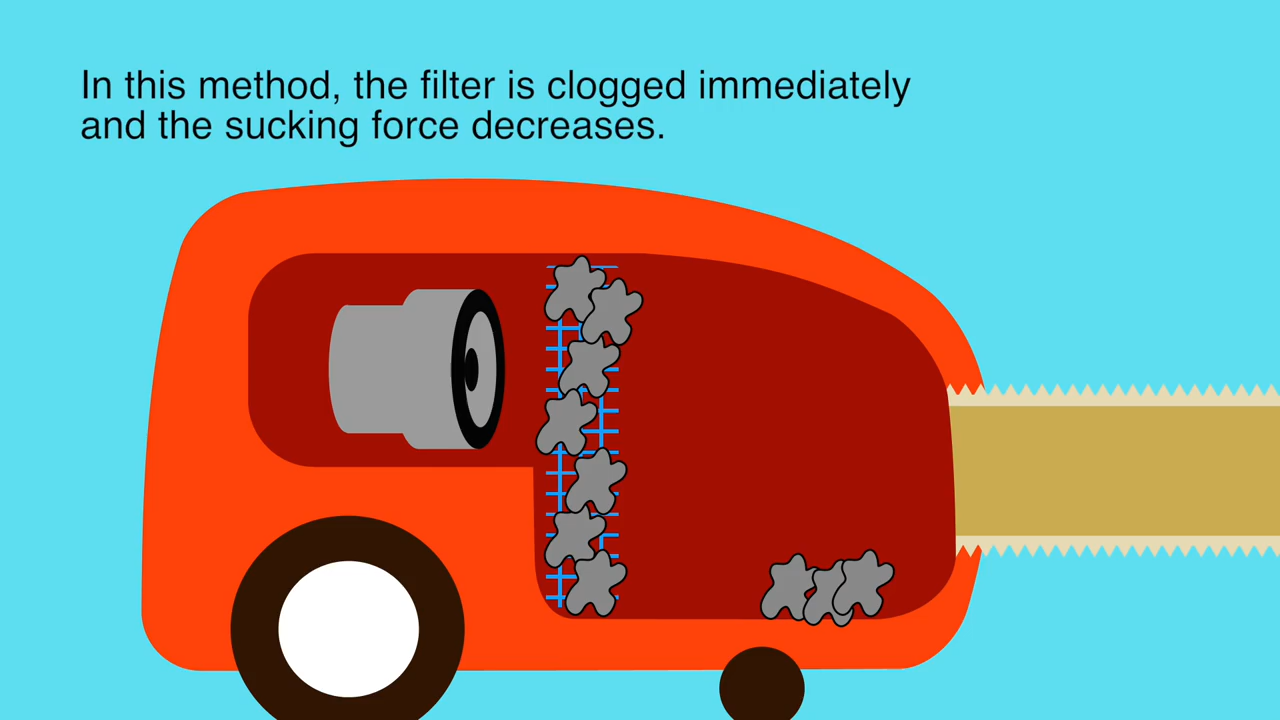 In this method, the filter is clogged immediately
and the sucking force decreases.